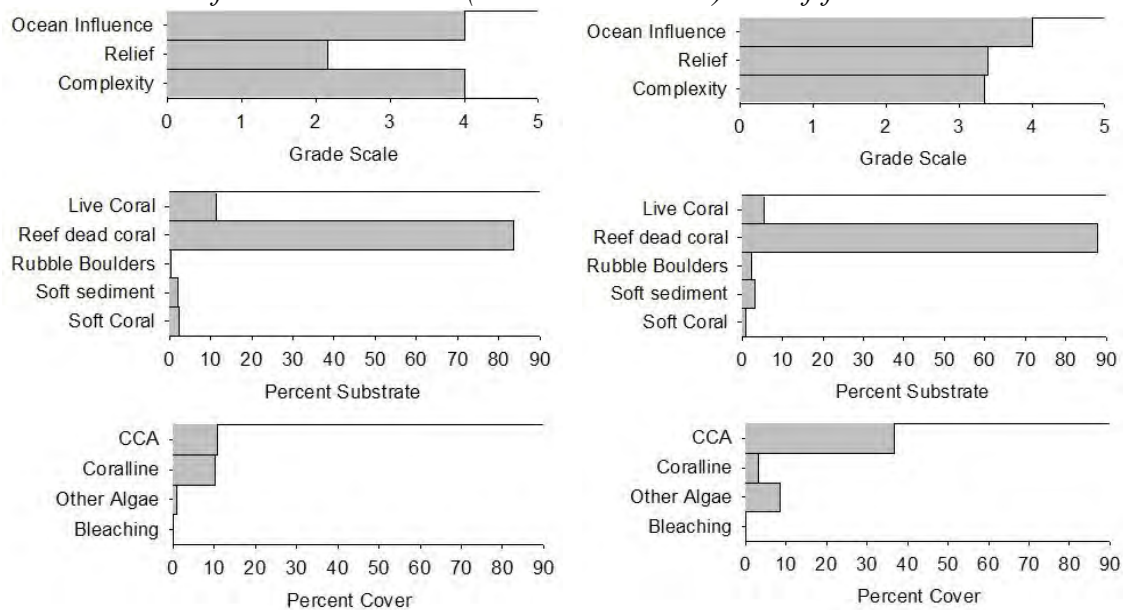 Ocean Influence
Relief
Complexity
0 1 2 3 4 5
Grade Scale
Live Coral
Reef dead coral
Rubble Boulders
Soft sediment
Soft Coral
0 10 20 30 40 50 60 70 80 90
Percent Substrate
CCA
Coralline
Other Algae
Bleaching
0 10 20 30 40 50 60 70 80 90
Percent Cover
Ocean Influence
Relief
Complexity
0 1 2 3 4 5
Grade Scale
Live Coral
Reef dead coral
Rubble Boulders
Soft sediment
Soft Coral
0 10 20 30 40 50 60 70 80 90
Percent Substrate
CCA
Coralline
Other Algae
Bleaching
0 10 20 30 40 50 60 70 80 90
Percent Cover